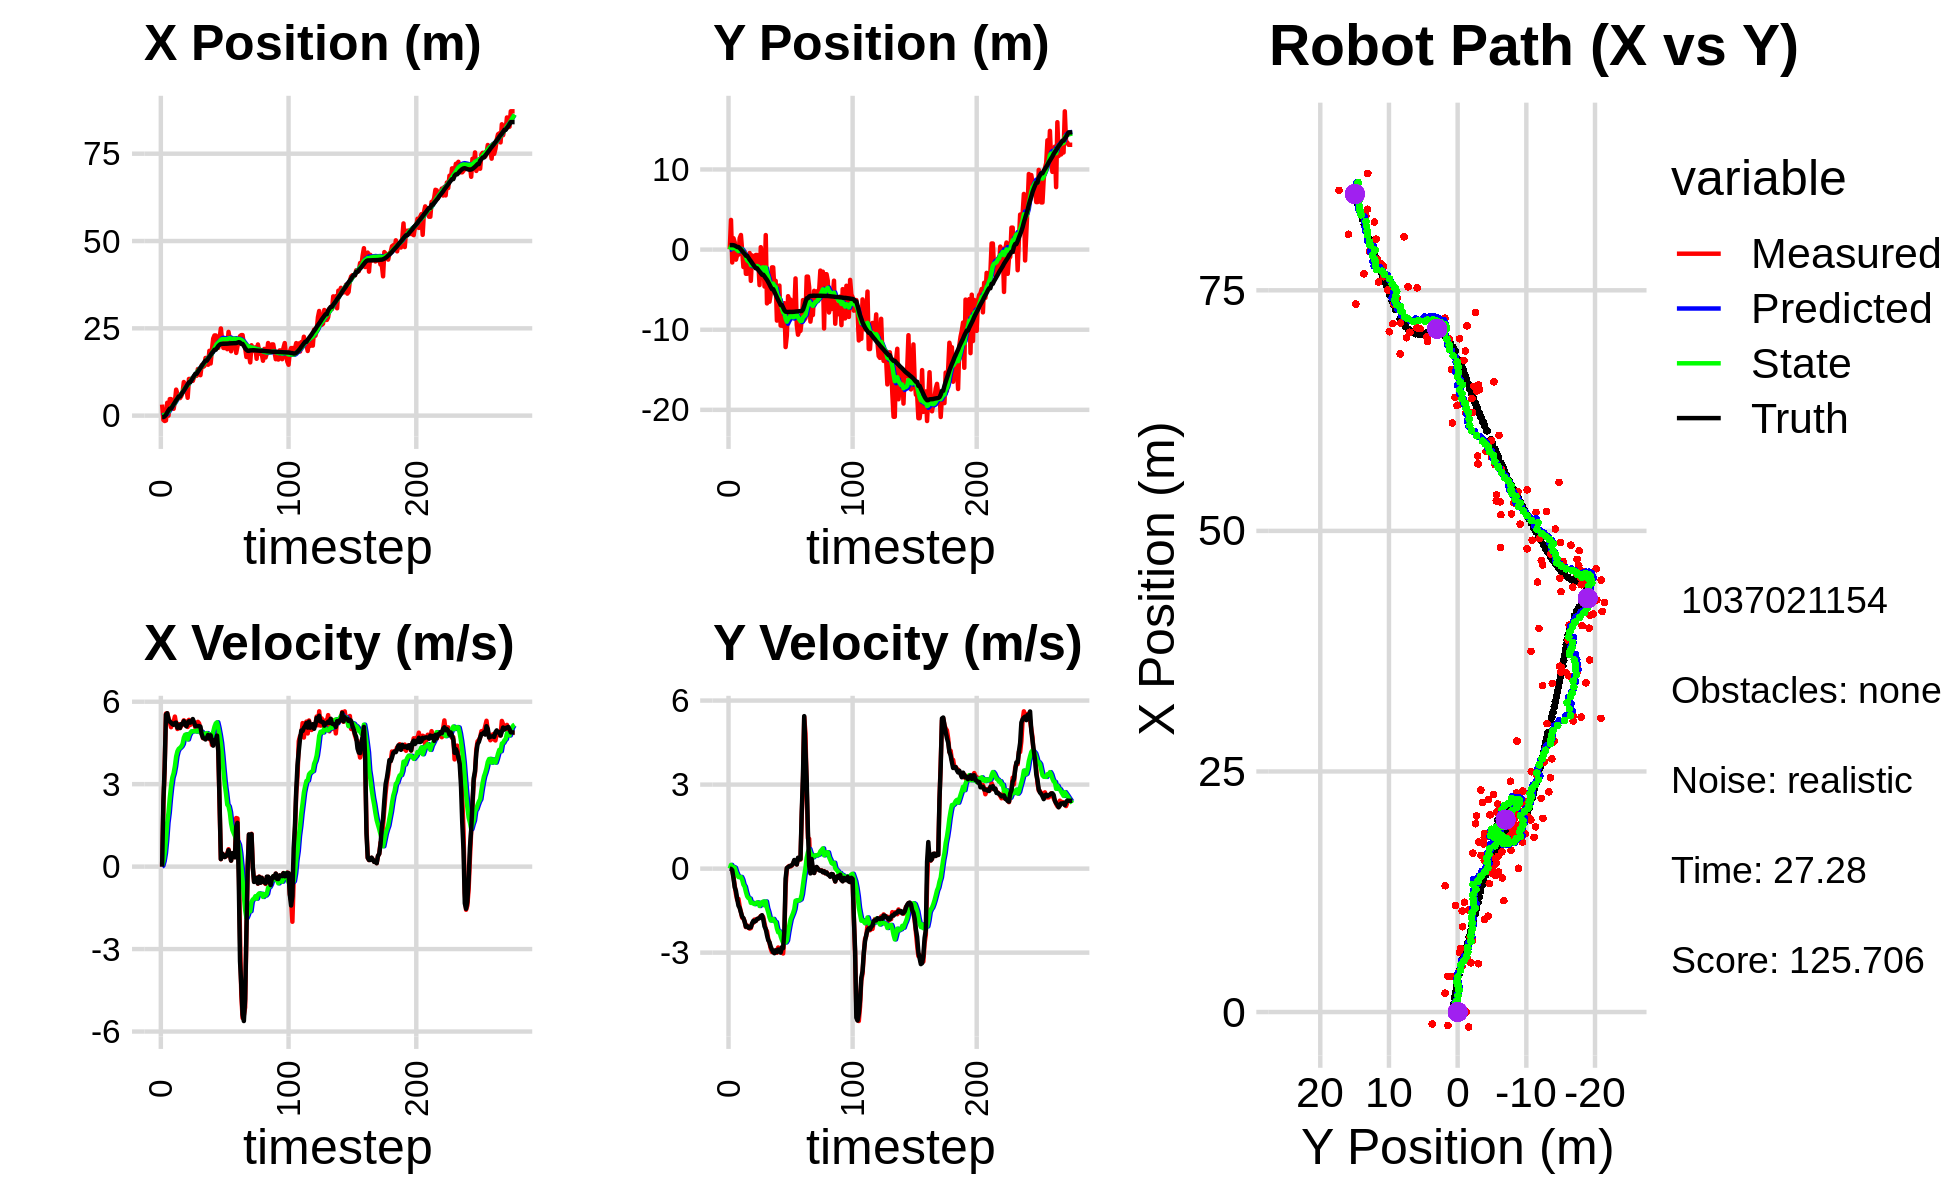 X Position (m)
75
50
25
0
0
100
200
timestep
Y Position (m)
10
0
-10
-20
0
100
200
timestep
X Velocity (m/s)
6
3
0
-3
-6
0
100
200
timestep
Y Velocity (m/s)
6
3
0
-3
0
100
200
timestep
Robot Path (X vs Y)
X Position (m)
75
50
25
0
20 10 0 -10 -20
Y Position (m)
variable
Measured
Predicted
State
Truth
1037021154
Obstacles: none
Noise: realistic
Time: 27.28
Score: 125.706